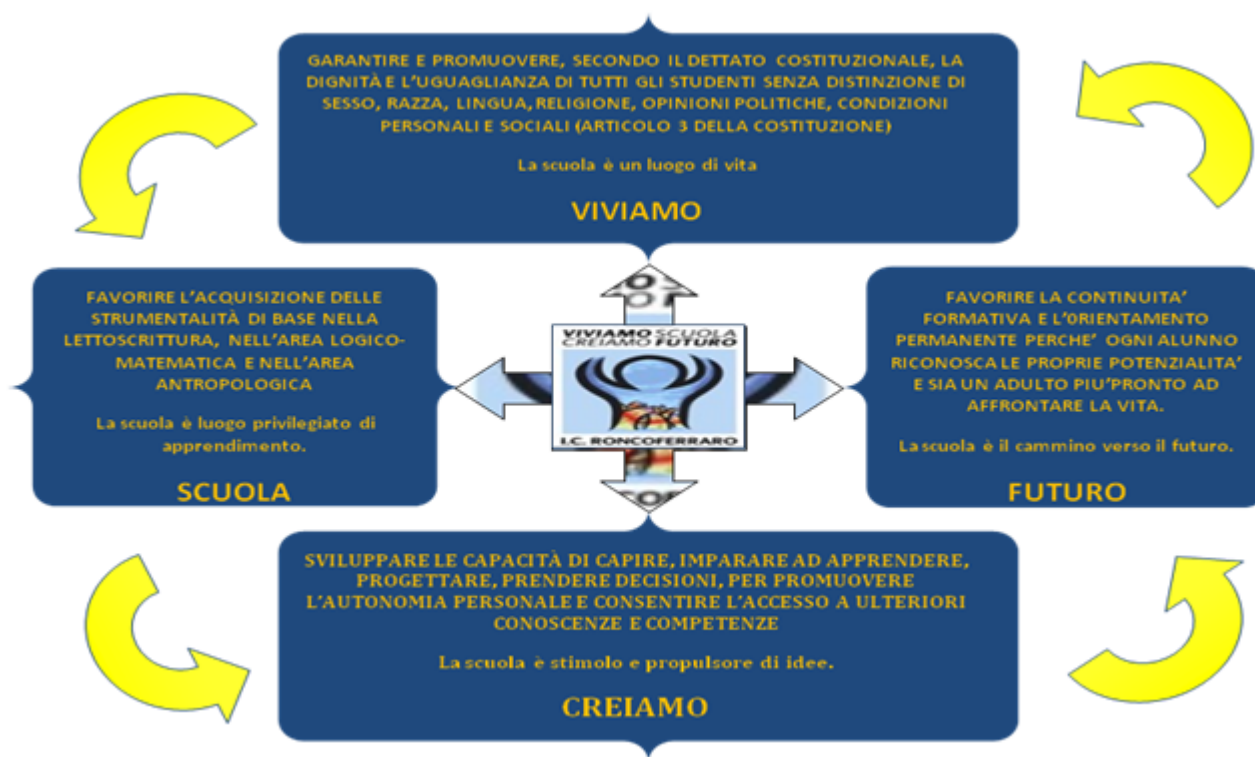 GARANTIRE E PROMUOVERE, SECONDO IL DETTATO COSTITUZIONALE, LA
DIGNITÀ E L'UGUAGLIANZA DI TUTTI GLI STUDENTI SENZA DISTINZIONE DI
SESSO, RAZZA, LINGUA, RELIGIONE, OPINIONI POLITICHE, CONDIZIONI
PERSONALI E SOCIALI (ARTICOLO 3 DELLA COSTITUZIONE)
La scuola è un luogo di vita
VIVIAMO
FAVORIRE L'ACQUISIZIONE DELLE
STRUMENTALITÀ DI BASE NELLA
LETTOSCRITTURA, NELL'AREA LOGICO-
MATEMATICA E NELL'AREA
ANTROPOLOGICA
La scuola è luogo privilegiato di
apprendimento.
SCUOLA
VIVIAMO SCUOLA
CREIAMO FUTURO
I.C. RONCOFERRARO
FAVORIRE LA CONTINUITA'
FORMATIVA E L'ORIENTAMENTO
PERMANENTE PERCHE' OGNI ALUNNO
RICONOSCA LE PROPRIE POTENZIALITA'
E SIA UN ADULTO PIU'PRONTO AD
AFFRONTARE LA VITA.
La scuola è il cammino verso il futuro.
FUTURO
SVILUPPARE LE CAPACITÀ DI CAPIRE, IMPARARE AD APPRENDERE,
PROGETTARE, PRENDERE DECISIONI, PER PROMUOVERE
L'AUTONOMIA PERSONALE E CONSENTIRE L'ACCESSO A ULTERIORI
CONOSCENZE E COMPETENZE
La scuola è stimolo e propulsore di idee.
CREIAMO